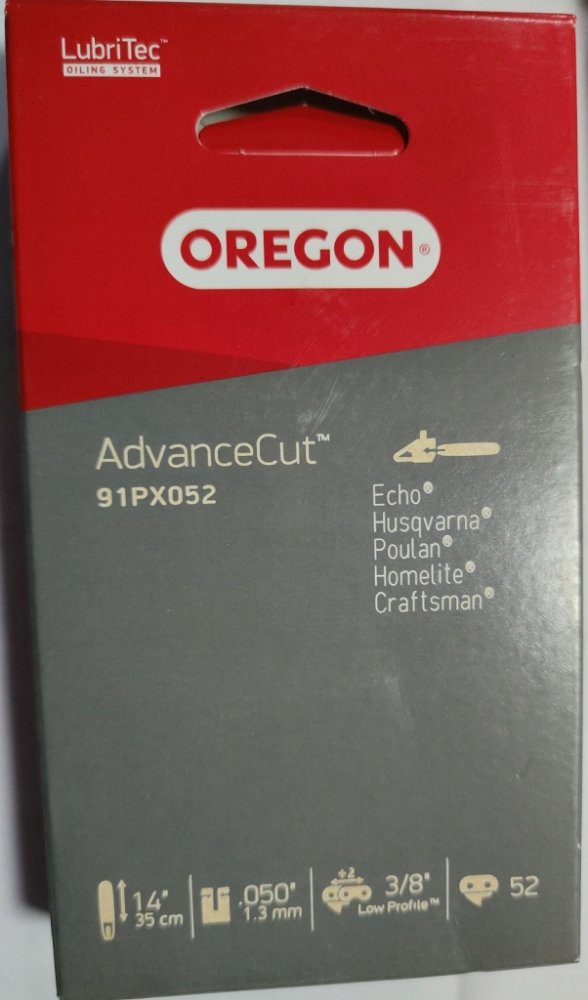 LubriTec™
OILING SYSTEM
OREGON®
AdvanceCut™
91PX052
Echo®
Husqvarna®
Poulan®
Homelite®
Craftsman®
14"
35 cm
.050"
1.3 mm
÷2
3/8"
Low Profile™
52